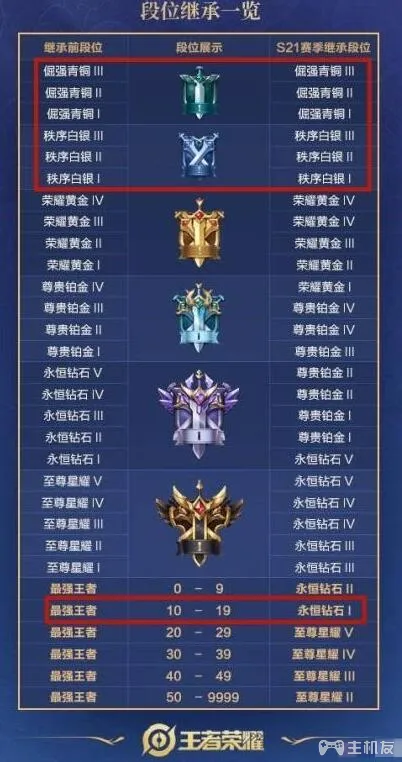 段位继承一览
继承前段位 段位展示 S21赛季继承段位
倔强青铜 III 倔强青铜 III
倔强青铜 II 倔强青铜 II
倔强青铜 I 倔强青铜 I
秩序白银 III 秩序白银 III
秩序白银 II 秩序白银 II
秩序白银 I 秩序白银 I
荣耀黄金 IV 荣耀黄金 IV
荣耀黄金 III 荣耀黄金 III
荣耀黄金 II 荣耀黄金 II
荣耀黄金 I 荣耀黄金 II
尊贵铂金 IV 荣耀黄金 I
尊贵铂金 III 尊贵铂金 IV
尊贵铂金 II 尊贵铂金 IV
尊贵铂金 I 尊贵铂金 III
永恒钻石 V 尊贵铂金 II
永恒钻石 IV 尊贵铂金 II
永恒钻石 III 尊贵铂金 I
永恒钻石 II 尊贵铂金 I
永恒钻石 I 永恒钻石 V
至尊星耀 V 永恒钻石 V
至尊星耀 IV 永恒钻石 IV
至尊星耀 III 永恒钻石 IV
至尊星耀 II 永恒钻石 III
至尊星耀 I 永恒钻石 III
最强王者 0 - 9 永恒钻石 II
最强王者 10 - 19 永恒钻石 I
最强王者 20 - 29 至尊星耀 V
最强王者 30 - 39 至尊星耀 IV
最强王者 40 - 49 至尊星耀 III
最强王者 50 - 9999 至尊星耀 II
王者荣耀
主机友